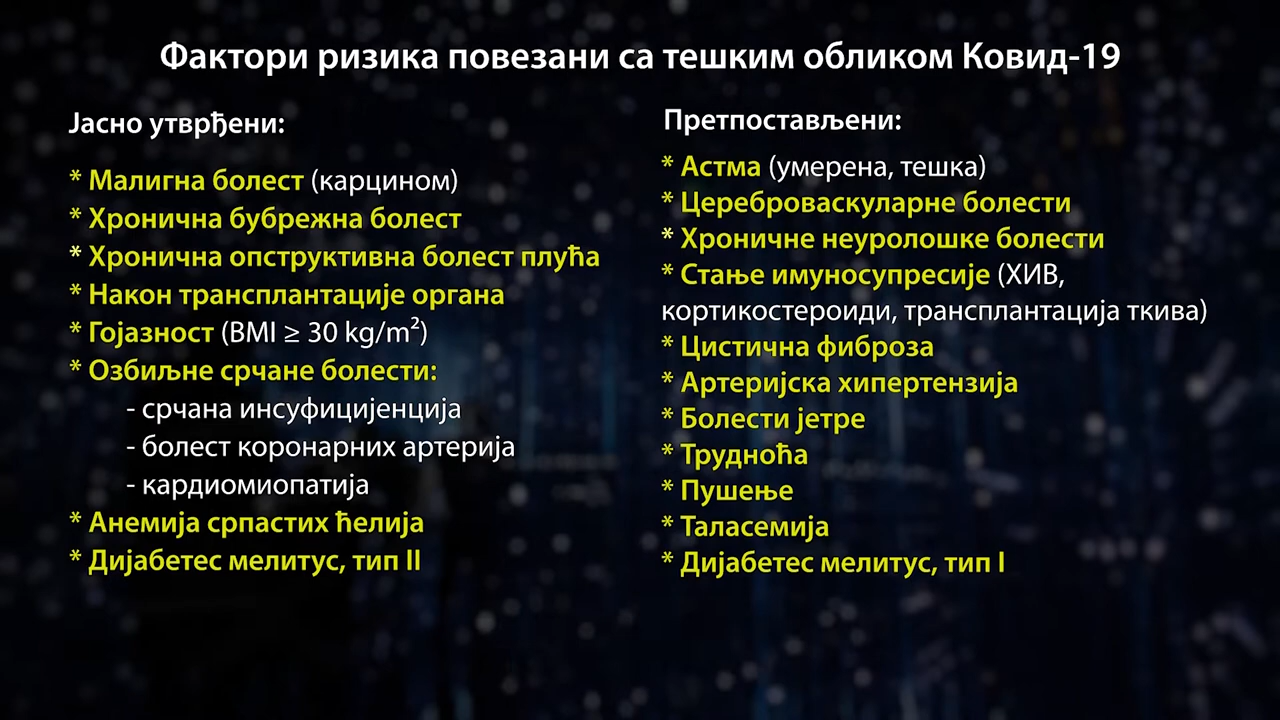 Фактори ризика повезани са тешким обликом Ковид-19
Јасно утврђени:
* Малигна болест (карцином)
* Хронична бубрежна болест
* Хронична опструктивна болест плућа
* Након трансплантације органа
* Гојазност (BMI ≥ 30 kg/m²)
* Озбиљне срчане болести:
- срчана инсуфицијенција
- болест коронарних артерија
- кардиомиопатија
* Анемија српастих ћелија
* Дијабетес мелитус, тип II
Претпостављени:
* Астма (умерена, тешка)
* Цереброваскуларне болести
* Хроничне неуролошке болести
* Стање имуносупресије (ХИВ,
кортикостероиди, трансплантација ткива)
* Цистична фиброза
* Артеријска хипертензија
* Болести јетре
* Трудноћа
* Пушење
* Таласемија
* Дијабетес мелитус, тип I